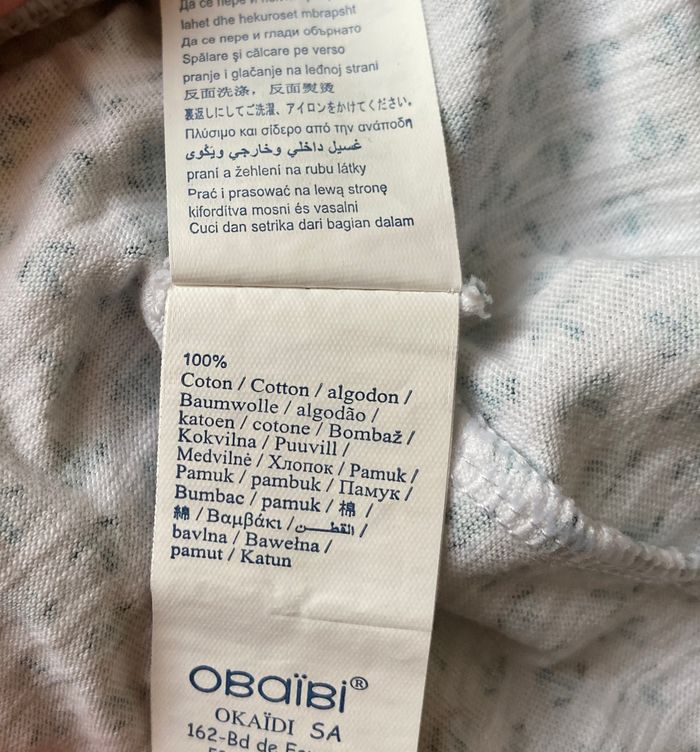 Да се пере и
lahet dhe hekuroset mbrapsht
Да се пере и глади обърнато
Spălare şi călcare pe verso
pranje i glačanje na leđnoj strani
反面洗涤，反面熨烫
裏返しにしてご洗濯、アイロンをかけてください。
Πλύσιμο και σίδερο από την ανάποδη
غسيل داخلي وخارجي ويَكْوى
praní a žehlení na rubu látky
Prać i prasować na lewą stronę
kifordítva mosni és vasalni
Cuci dan setrika dari bagian dalam
100%
Coton / Cotton / algodon /
Baumwolle / algodão /
katoen / cotone / Bombaž /
Kokvilna / Puuvill /
Medvilnė / Хлопок / Pamuk /
Pamuk / pambuk / Памук /
Bumbac / pamuk / 棉 /
綿 / Βαμβάκι / القطن /
bavlna / Bawełna /
pamut / Katun
OBaïBi®
OKAÏDI SA
162-Bd de